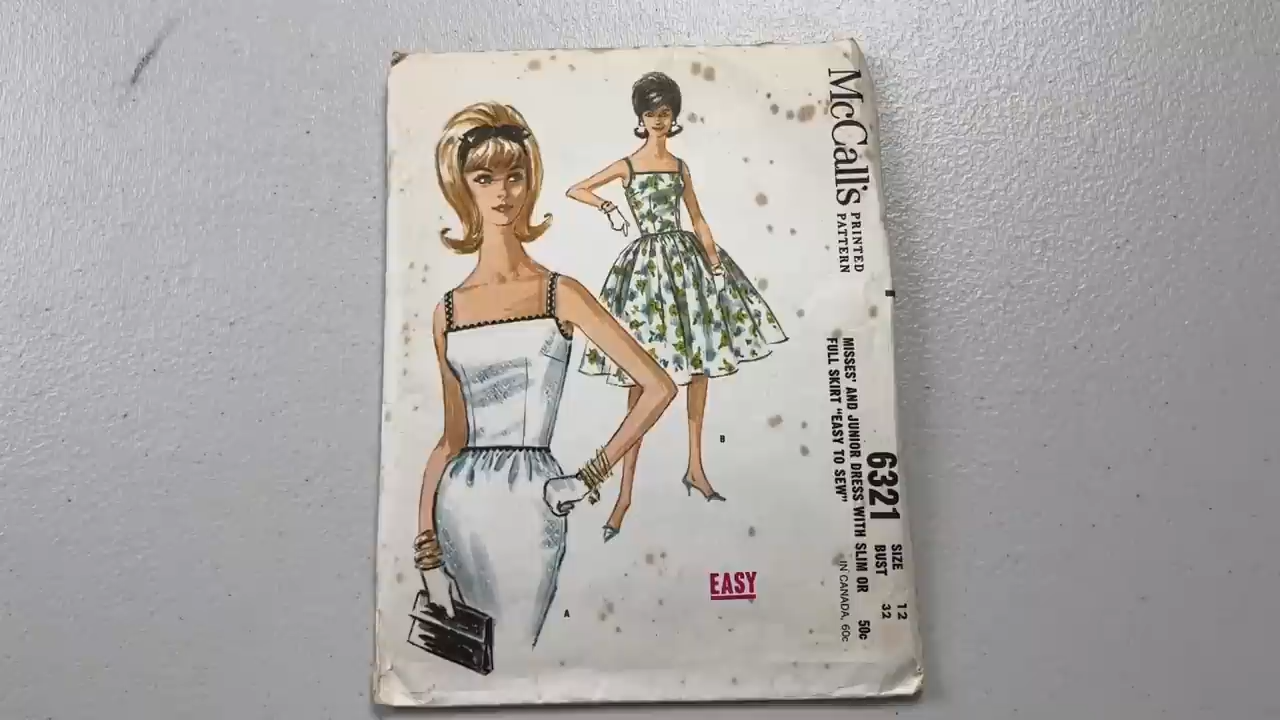 McCall's
PRINTED
PATTERN
6321
SIZE 12
BUST 32
MISSES' AND JUNIOR DRESS WITH SLIM OR
FULL SKIRT "EASY TO SEW"
50c
IN CANADA, 60c
A
B
EASY